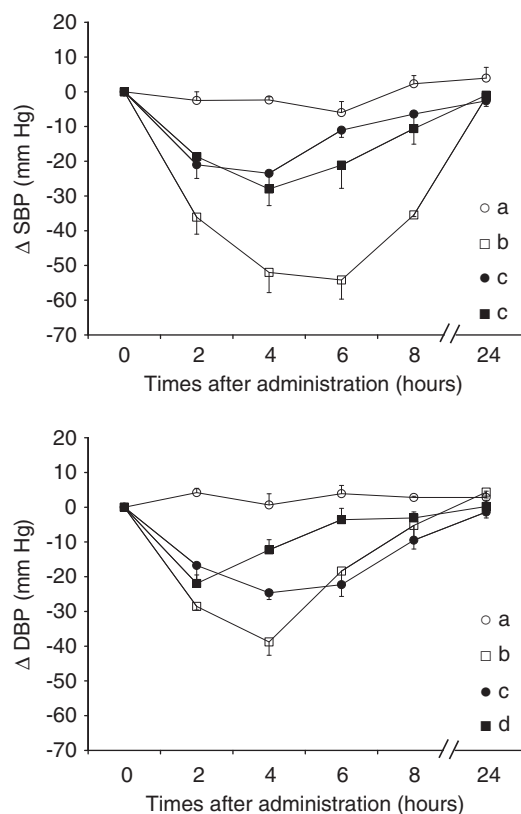 20
10
0
-10
-20
-30
-40
-50
-60
-70
Δ SBP (mm Hg)
a
b
c
c
0 2 4 6 8 24
Times after administration (hours)
20
10
0
-10
-20
-30
-40
-50
-60
-70
Δ DBP (mm Hg)
a
b
c
d
0 2 4 6 8 24
Times after administration (hours)